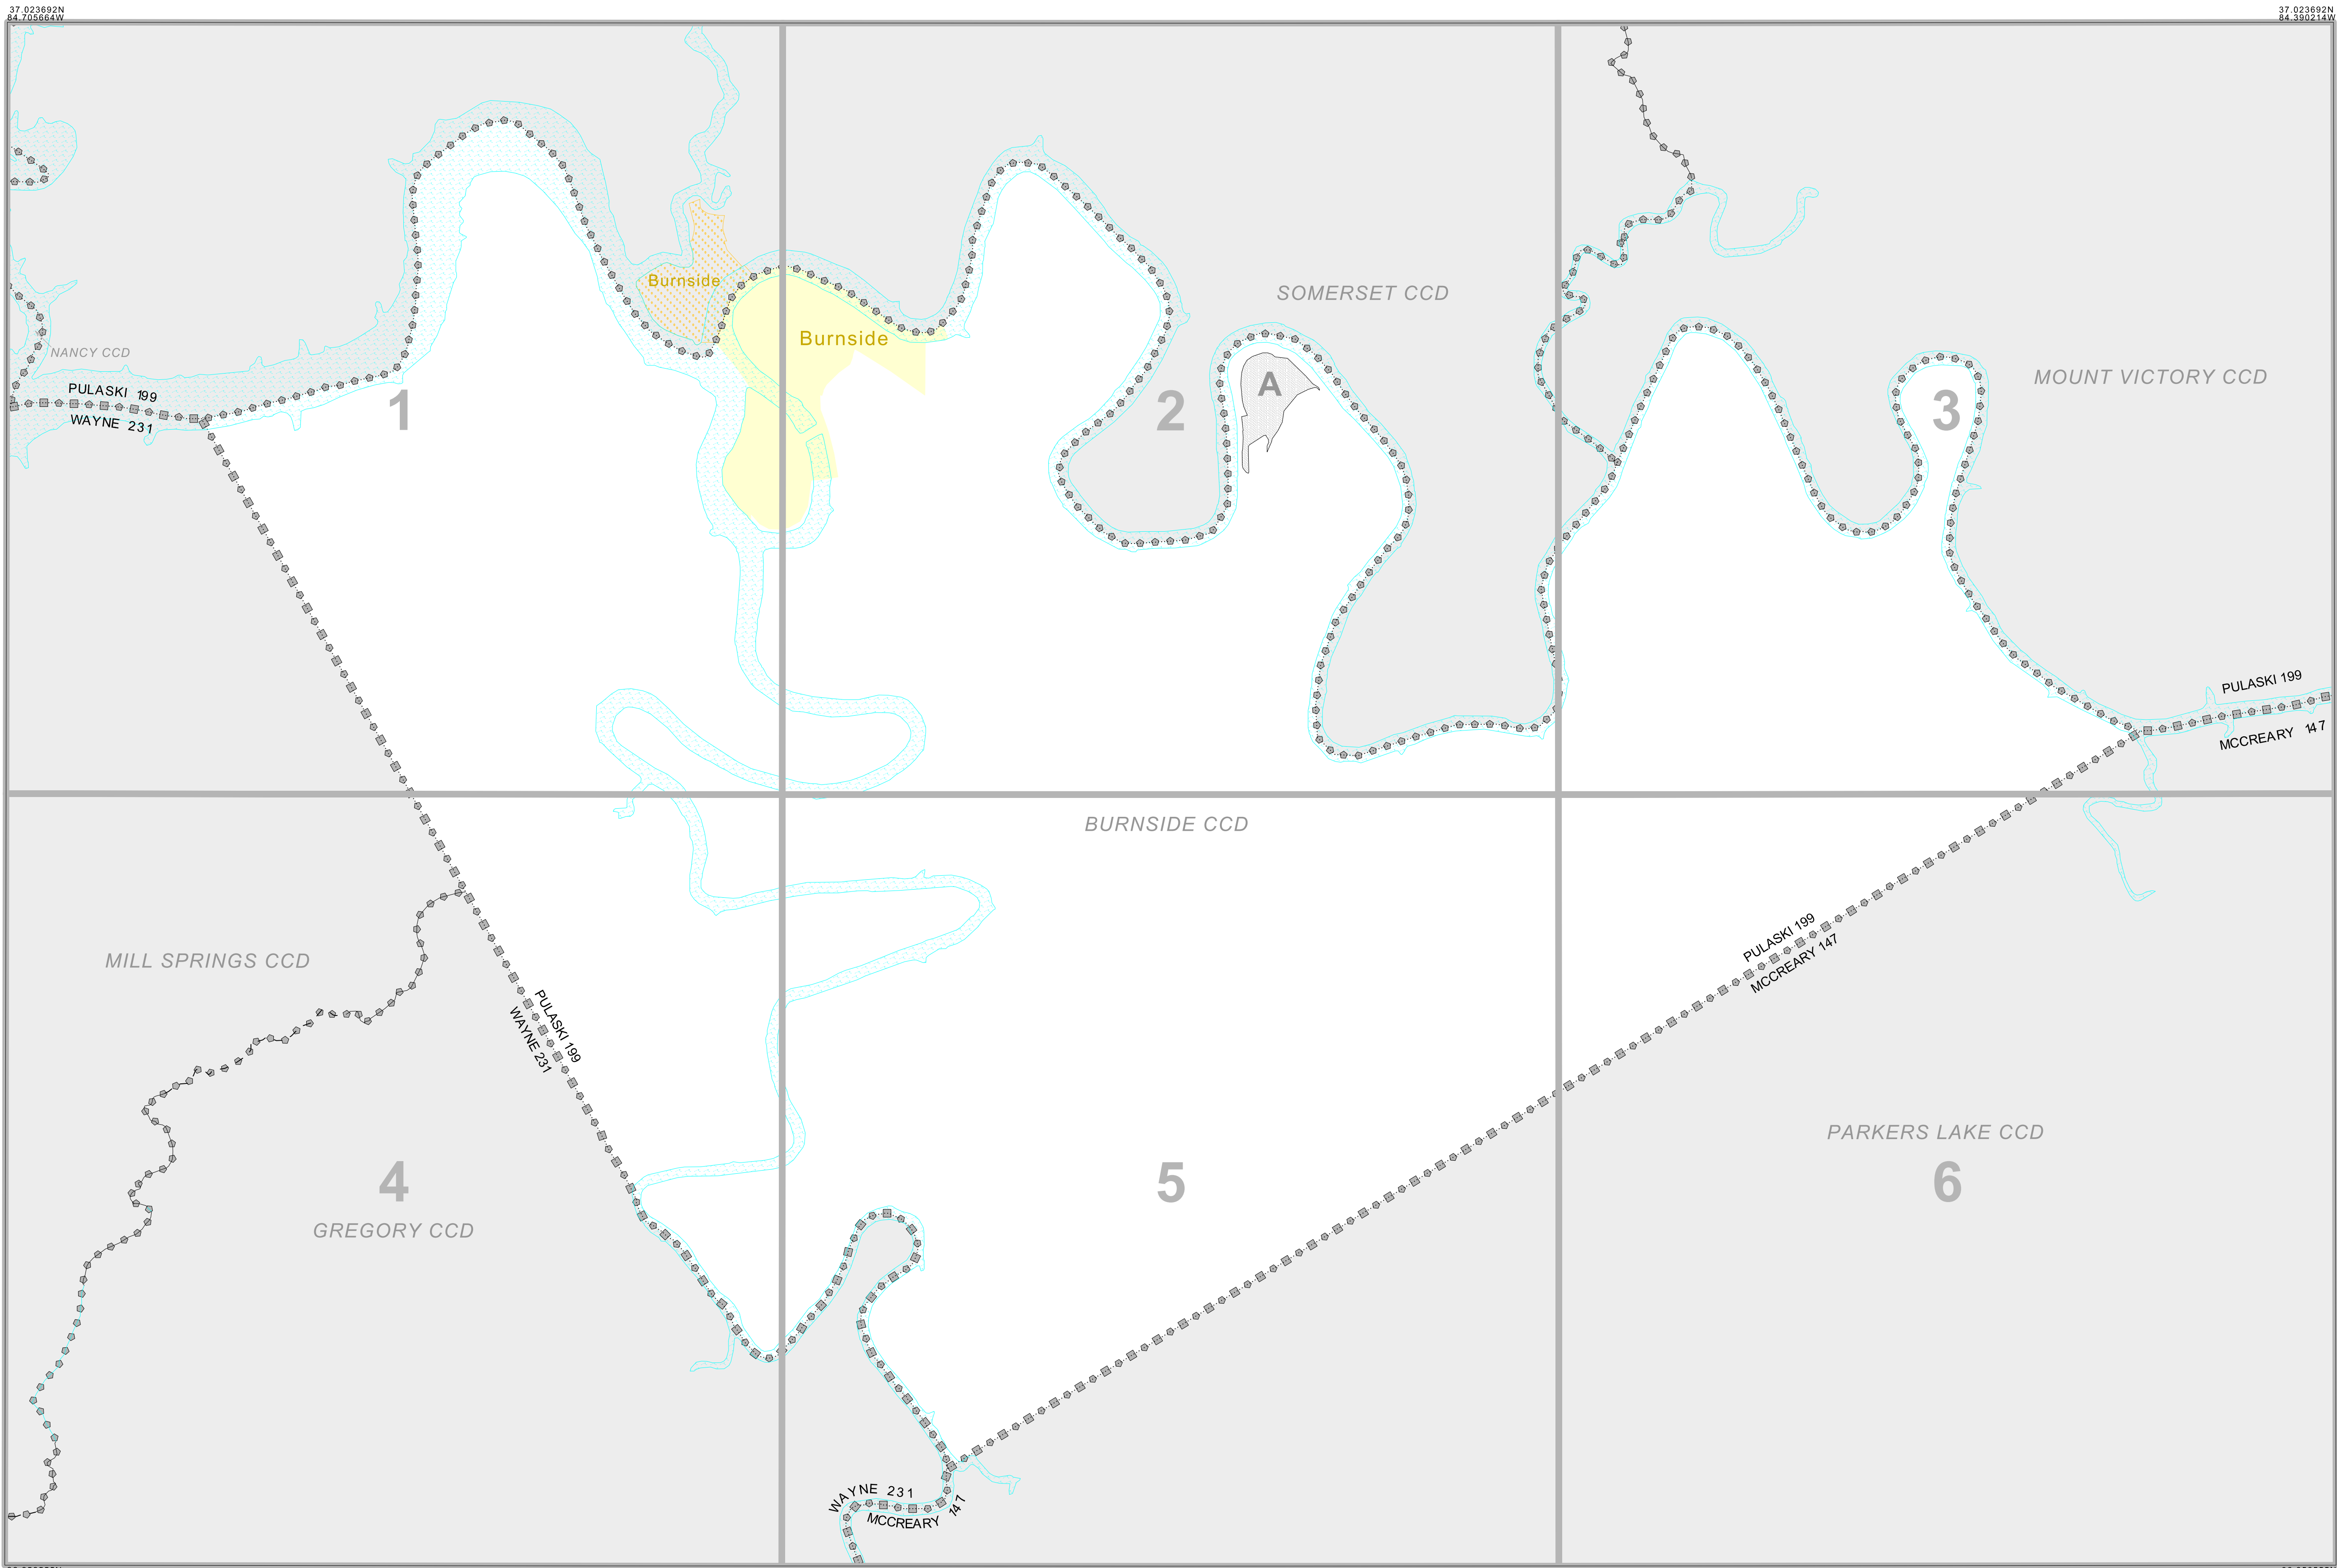 37.023692N
84.705664W
37.023692N
84.390214W
Burnside
SOMERSET CCD
Burnside
NANCY CCD
MOUNT VICTORY CCD
PULASKI 199
WAYNE 231
1
2
A
3
PULASKI 199
MCCREARY 147
BURNSIDE CCD
PULASKI 199
MCCREARY 147
MILL SPRINGS CCD
PULASKI 199
WAYNE 231
PARKERS LAKE CCD
4
5
6
GREGORY CCD
WAYNE 231
MCCREARY 147